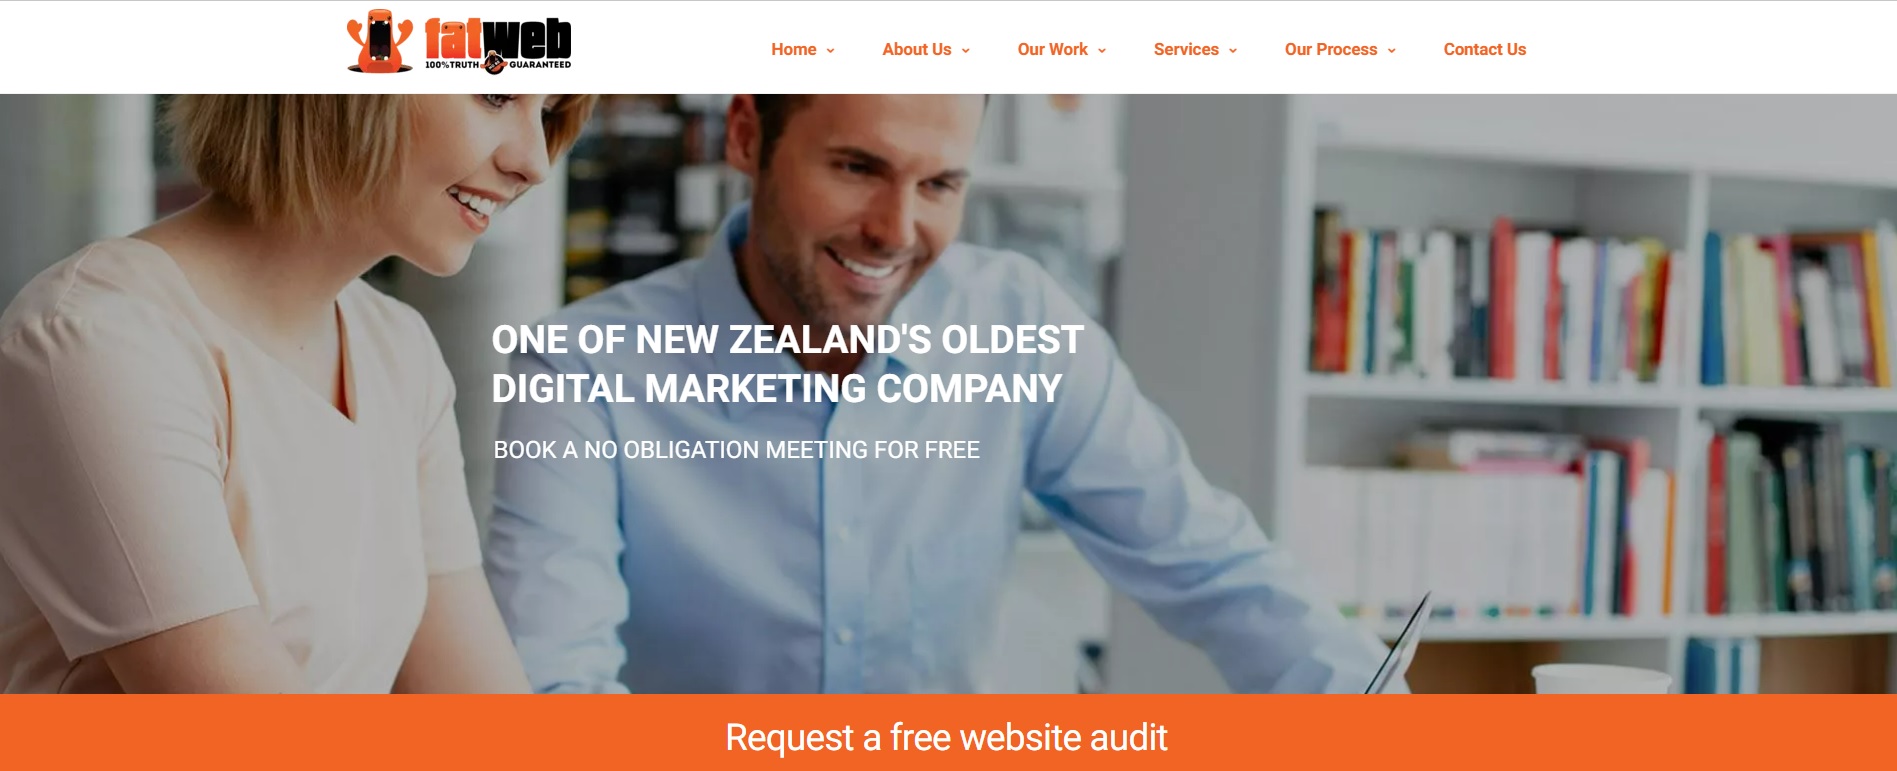 fatweb
100%TRUTH GUARANTEED
Home
About Us
Our Work
Services
Our Process
Contact Us
ONE OF NEW ZEALAND'S OLDEST
DIGITAL MARKETING COMPANY
BOOK A NO OBLIGATION MEETING FOR FREE
Request a free website audit